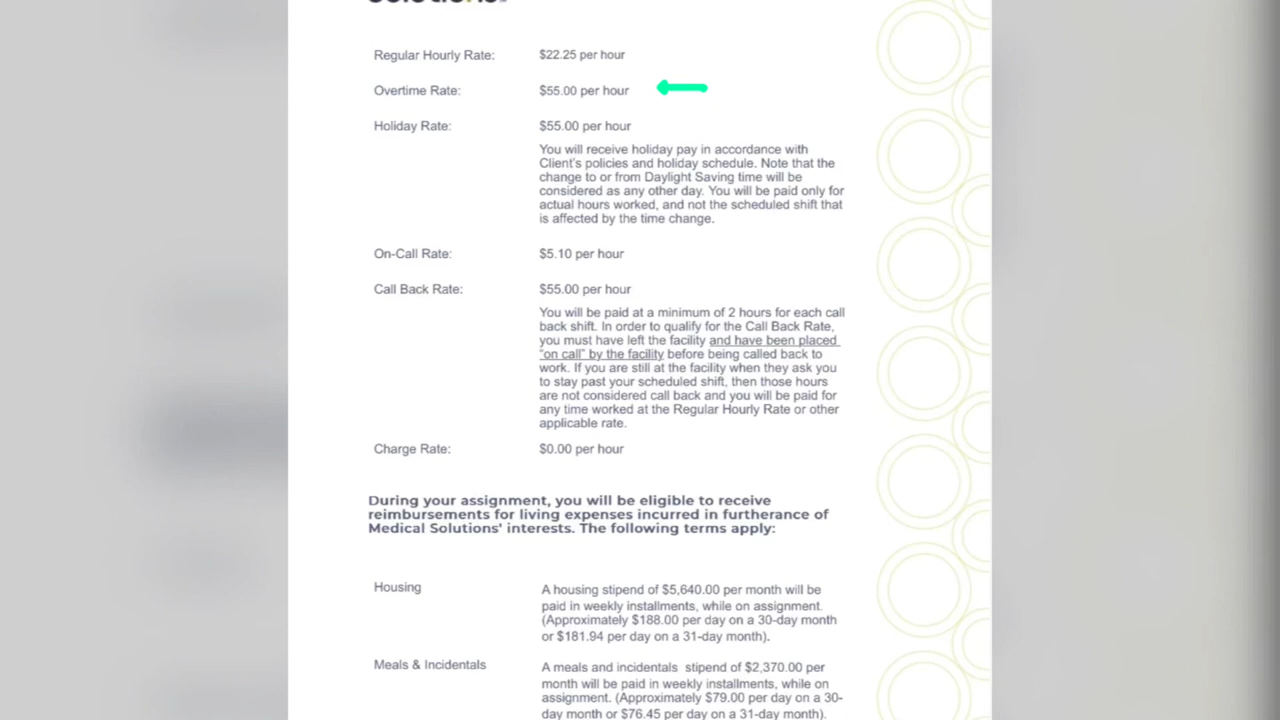 Regular Hourly Rate: $22.25 per hour
Overtime Rate: $55.00 per hour
Holiday Rate: $55.00 per hour
You will receive holiday pay in accordance with
Client's policies and holiday schedule. Note that the
change to or from Daylight Saving time will be
considered as any other day. You will be paid only for
actual hours worked, and not the scheduled shift that
is affected by the time change.
On-Call Rate: $5.10 per hour
Call Back Rate: $55.00 per hour
You will be paid at a minimum of 2 hours for each call
back shift. In order to qualify for the Call Back Rate,
you must have left the facility and have been placed
"on call" by the facility before being called back to
work. If you are still at the facility when they ask you
to stay past your scheduled shift, then those hours
are not considered call back and you will be paid for
any time worked at the Regular Hourly Rate or other
applicable rate.
Charge Rate: $0.00 per hour
During your assignment, you will be eligible to receive
reimbursements for living expenses incurred in furtherance of
Medical Solutions' interests. The following terms apply:
Housing A housing stipend of $5,640.00 per month will be
paid in weekly installments, while on assignment.
(Approximately $188.00 per day on a 30-day month
or $181.94 per day on a 31-day month).
Meals & Incidentals A meals and incidentals stipend of $2,370.00 per
month will be paid in weekly installments, while on
assignment. (Approximately $79.00 per day on a 30-
day month or $76.45 per day on a 31-day month).